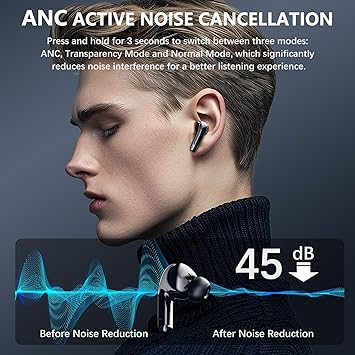 ANC ACTIVE NOISE CANCELLATION
Press and hold for 3 seconds to switch between three modes:
ANC, Transparency Mode and Normal Mode, which significantly
reduces noise interference for a better listening experience.
45 dB
Before Noise Reduction
After Noise Reduction